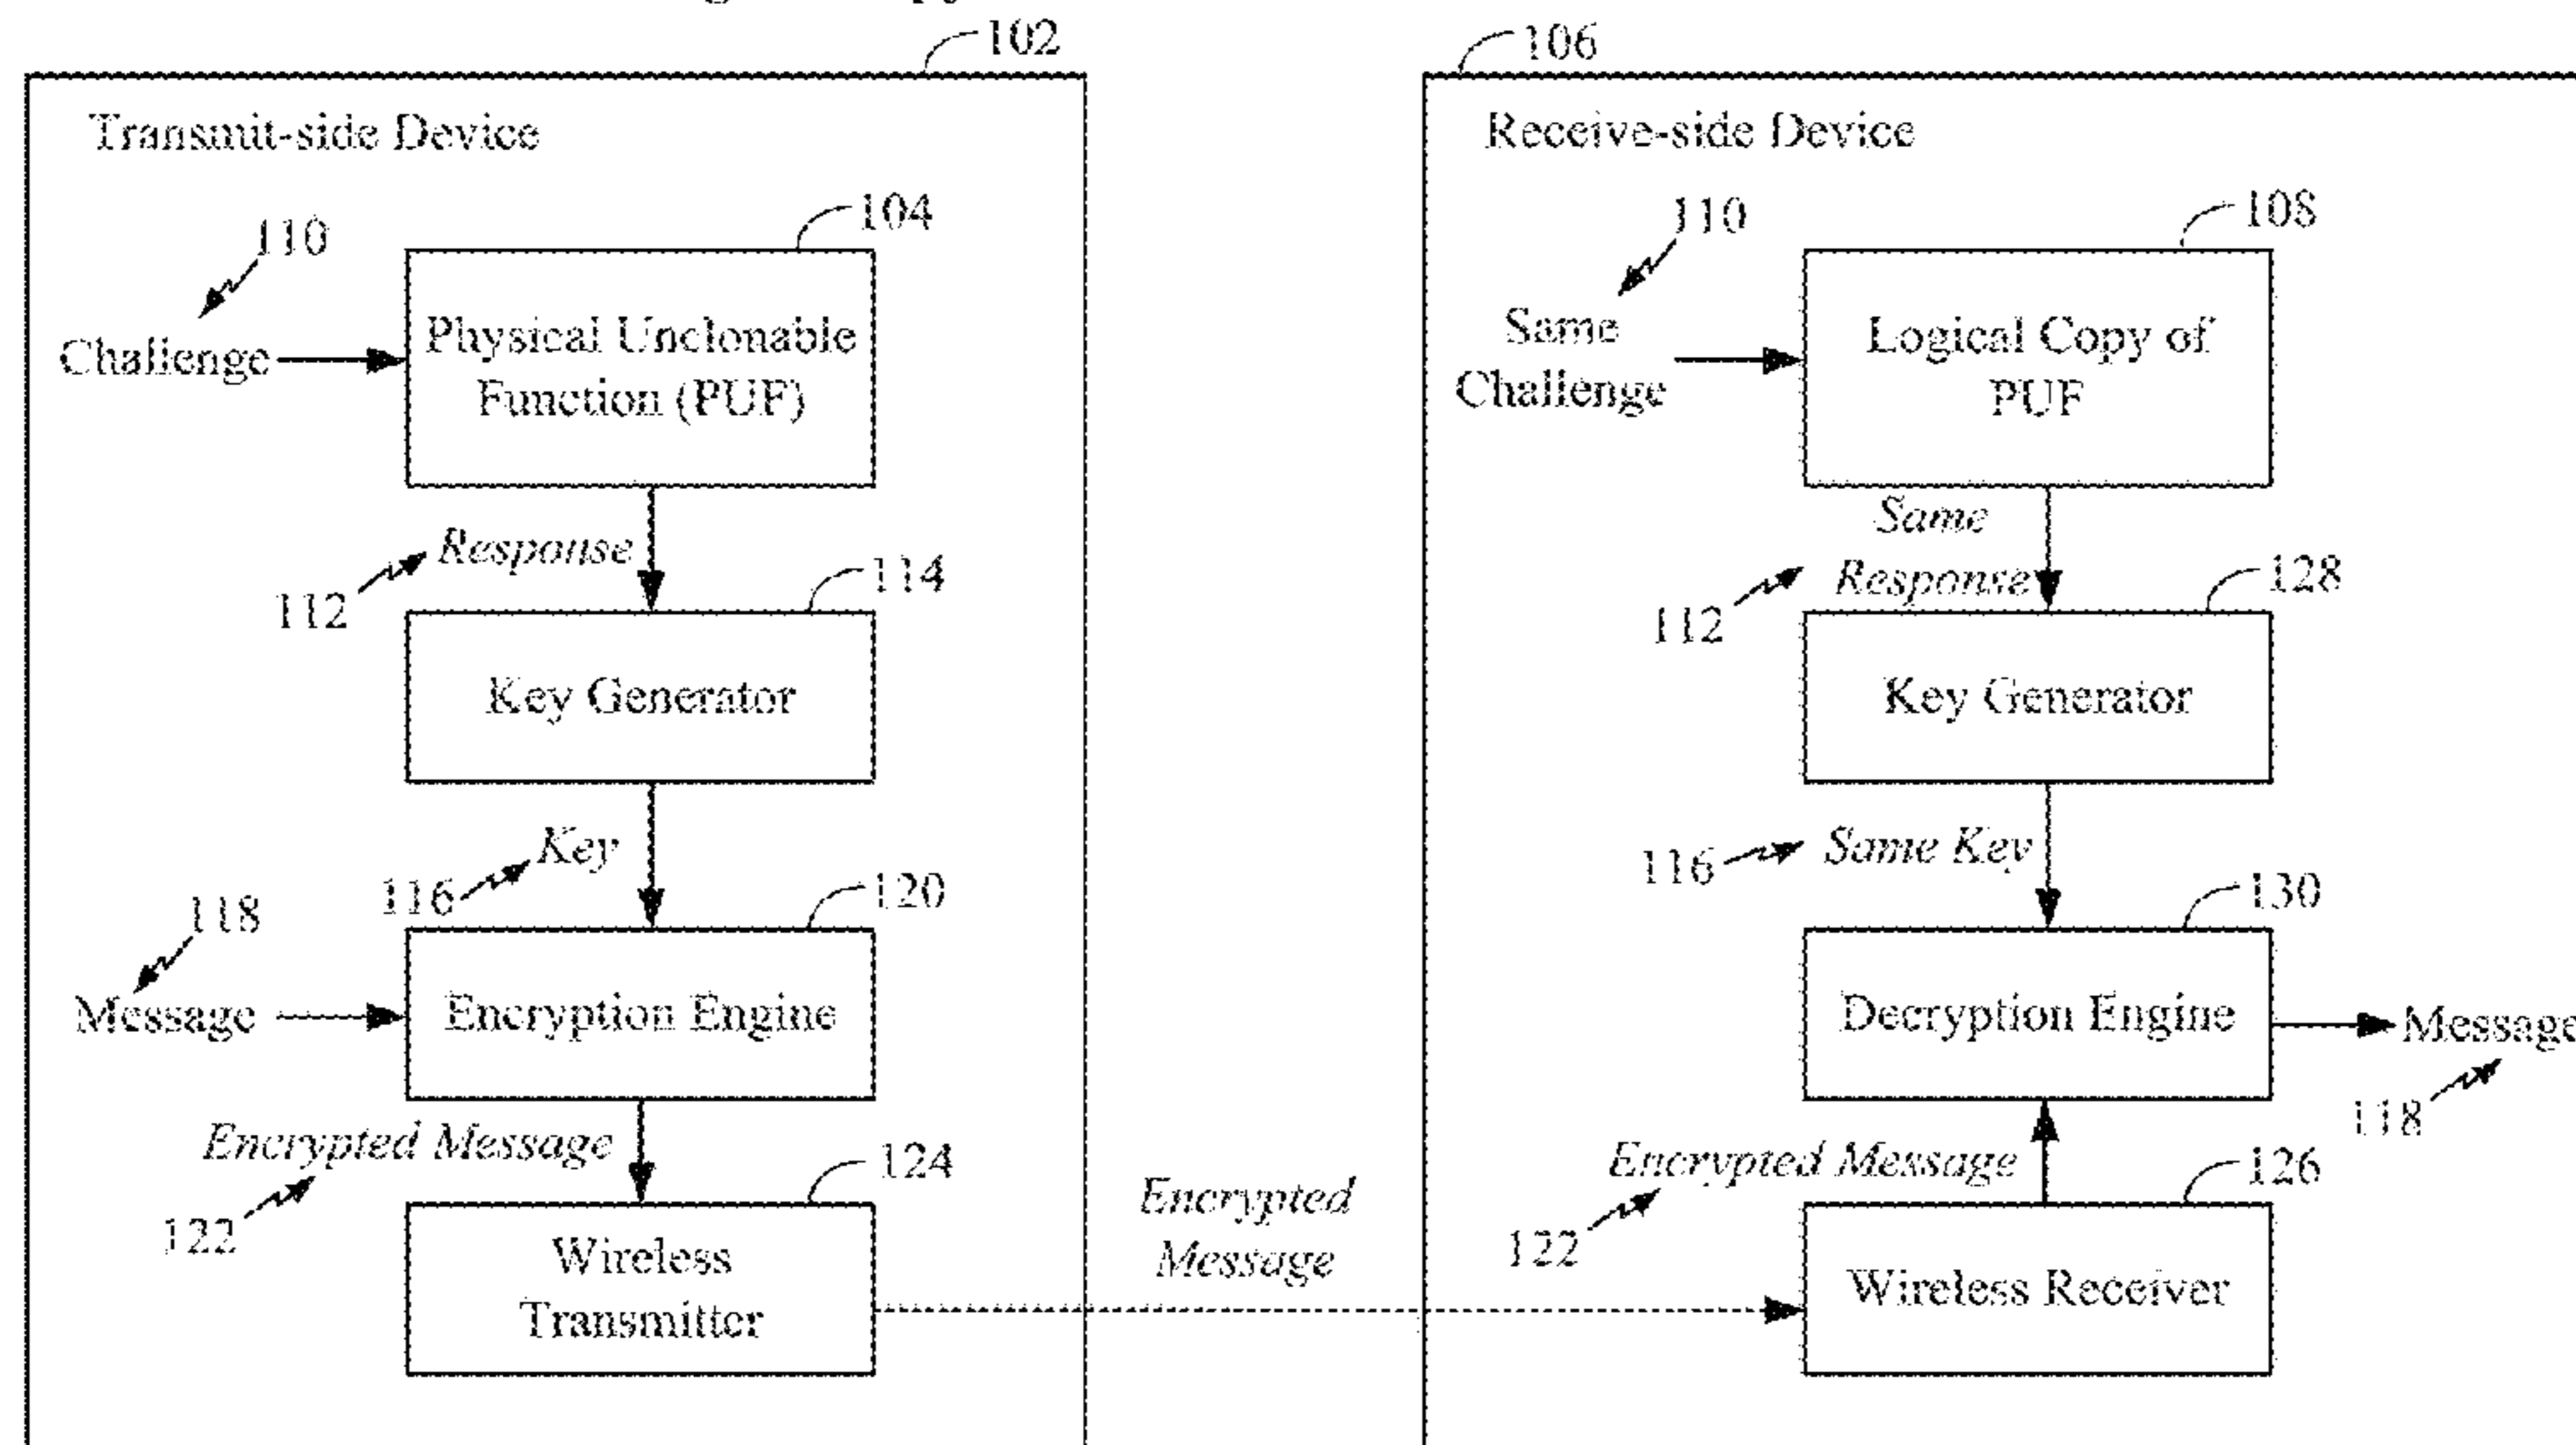 102
Transmit-side Device
104
110
Challenge
Physical Unclonable
Function (PUF)
Response
112
114
Key Generator
Key
116
118
120
Message
Encryption Engine
Encrypted Message
122
124
Wireless
Transmitter
Encrypted
Message
106
Receive-side Device
108
110
Same
Challenge
Logical Copy of
PUF
Same
Response
112
128
Key Generator
116
Same Key
130
Decryption Engine
Message
118
Encrypted Message
122
126
Wireless Receiver